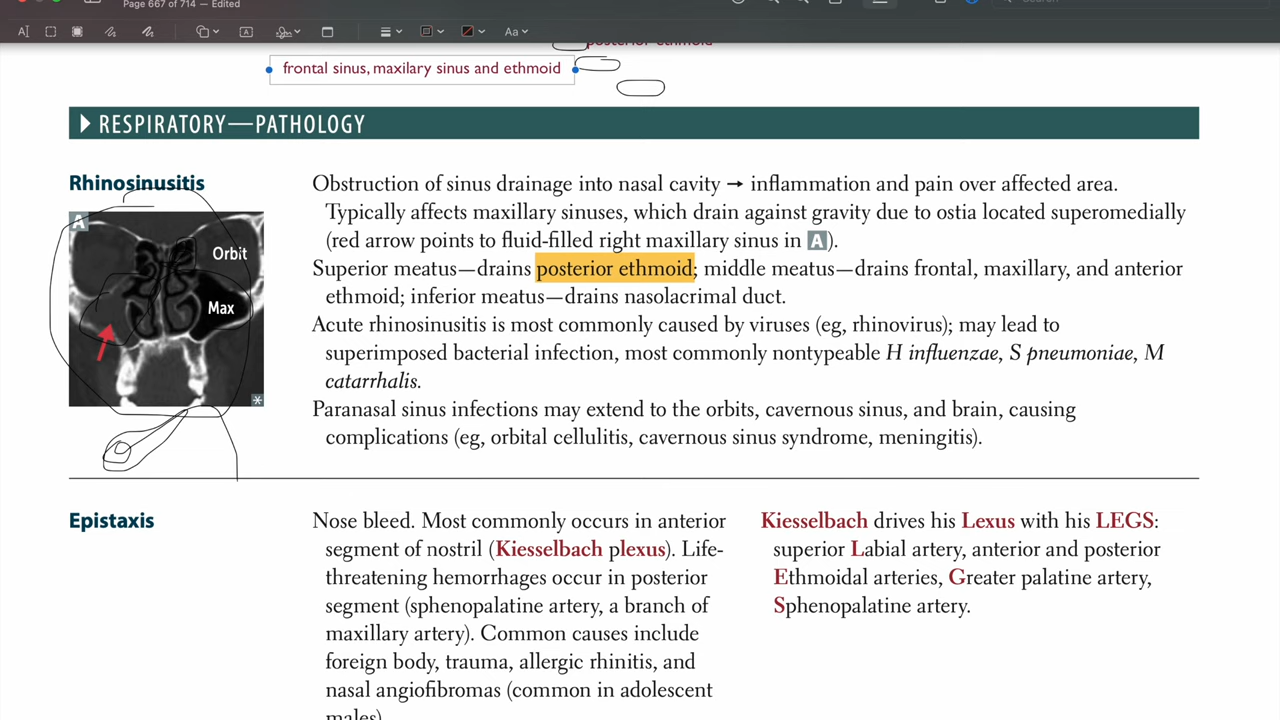 Page 667 of 714 — Edited
Search
Aa
posterior ethmoid
frontal sinus, maxilary sinus and ethmoid
RESPIRATORY—PATHOLOGY
Rhinosinusitis
A
Orbit
Max
Obstruction of sinus drainage into nasal cavity → inflammation and pain over affected area.
Typically affects maxillary sinuses, which drain against gravity due to ostia located superomedially
(red arrow points to fluid-filled right maxillary sinus in A).
Superior meatus—drains posterior ethmoid; middle meatus—drains frontal, maxillary, and anterior
ethmoid; inferior meatus—drains nasolacrimal duct.
Acute rhinosinusitis is most commonly caused by viruses (eg, rhinovirus); may lead to
superimposed bacterial infection, most commonly nontypeable H influenzae, S pneumoniae, M
catarrhalis.
Paranasal sinus infections may extend to the orbits, cavernous sinus, and brain, causing
complications (eg, orbital cellulitis, cavernous sinus syndrome, meningitis).
Epistaxis
Nose bleed. Most commonly occurs in anterior
segment of nostril (Kiesselbach plexus). Life-
threatening hemorrhages occur in posterior
segment (sphenopalatine artery, a branch of
maxillary artery). Common causes include
foreign body, trauma, allergic rhinitis, and
nasal angiofibromas (common in adolescent
males).
Kiesselbach drives his Lexus with his LEGS:
superior Labial artery, anterior and posterior
Ethmoidal arteries, Greater palatine artery,
Sphenopalatine artery.